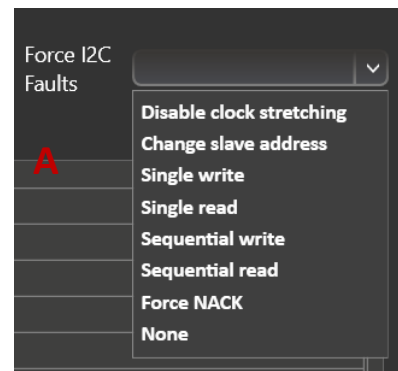 Force I2C
Faults
Disable clock stretching
Change slave address
A
Single write
Single read
Sequential write
Sequential read
Force NACK
None